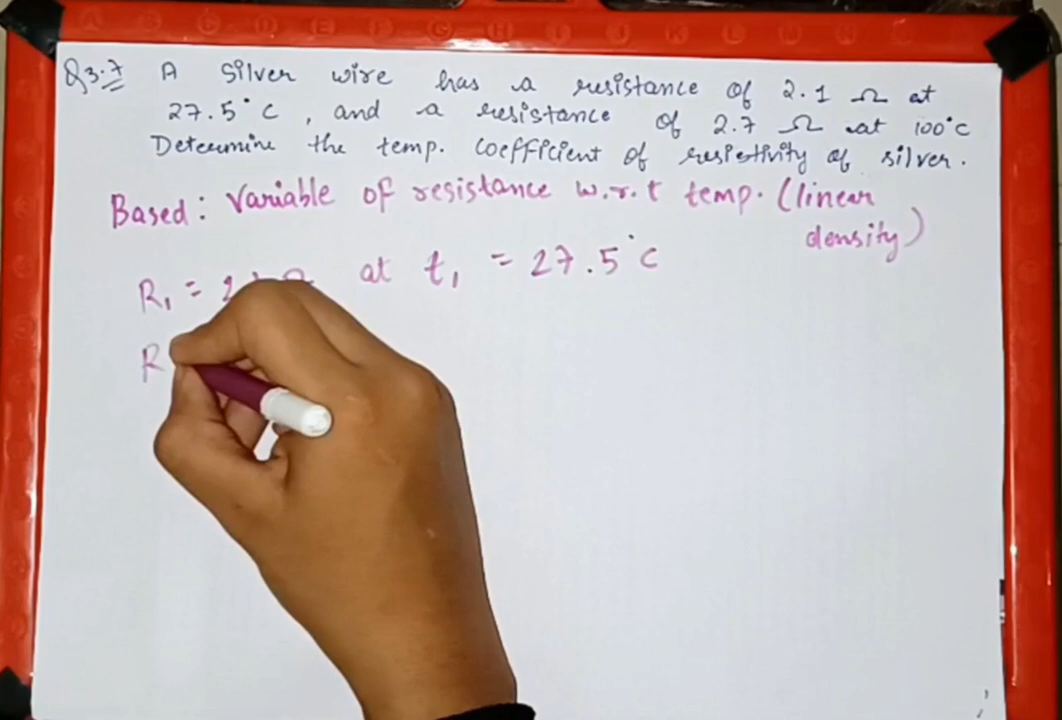 Q3.7 A Silver wire has a resistance of 2.1 Ω at
27.5°C, and a resistance of 2.7 Ω at 100°C
Determine the temp. coefficient of resistivity of silver.
Based: Variable of resistance w.r.t temp. (linear
density)
R₁ = at t₁ = 27.5°C
R